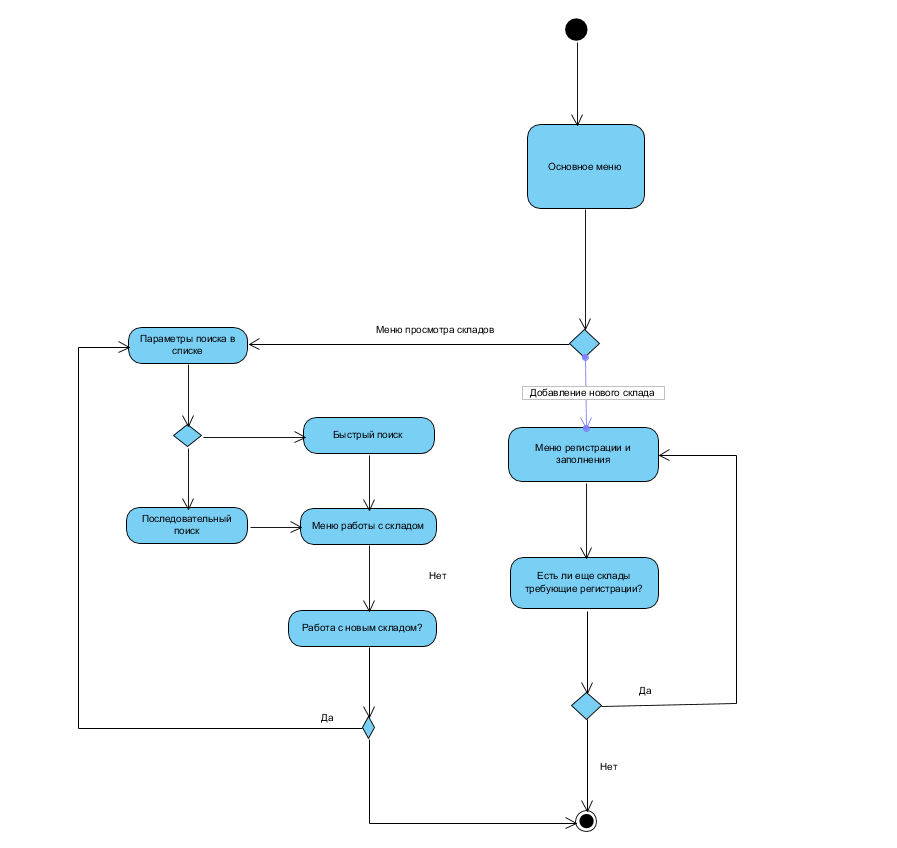 Основное меню
Меню просмотра складов
Параметры поиска в
списке
Добавление нового склада
Быстрый поиск
Меню регистрации и
заполнения
Последовательный
поиск
Меню работы с складом
Нет
Есть ли еще склады
требующие регистрации?
Работа с новым складом?
Да
Да
Нет